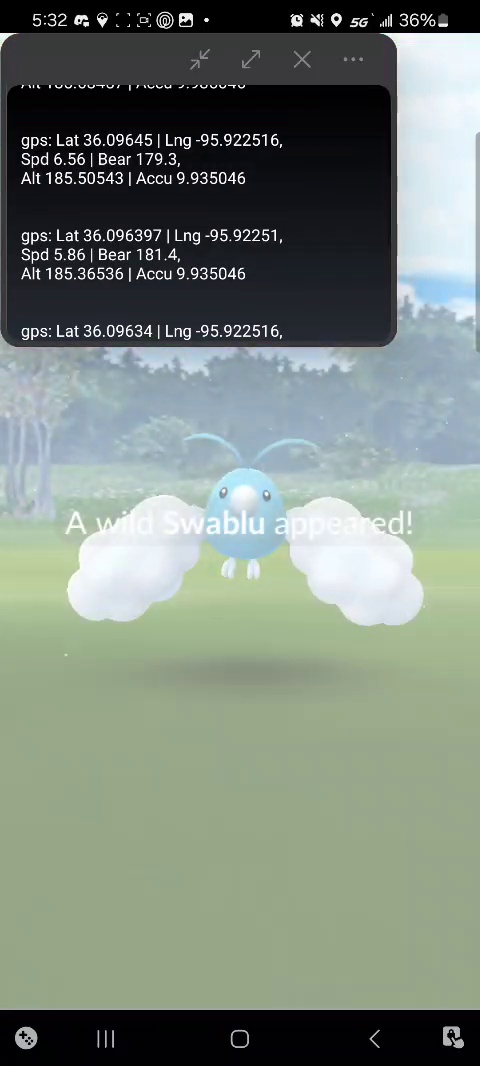 5:32
5G
36%
gps: Lat 36.09645 | Lng -95.922516,
Spd 6.56 | Bear 179.3,
Alt 185.50543 | Accu 9.935046
gps: Lat 36.096397 | Lng -95.92251,
Spd 5.86 | Bear 181.4,
Alt 185.36536 | Accu 9.935046
gps: Lat 36.09634 | Lng -95.922516,
A wild Swablu appeared!